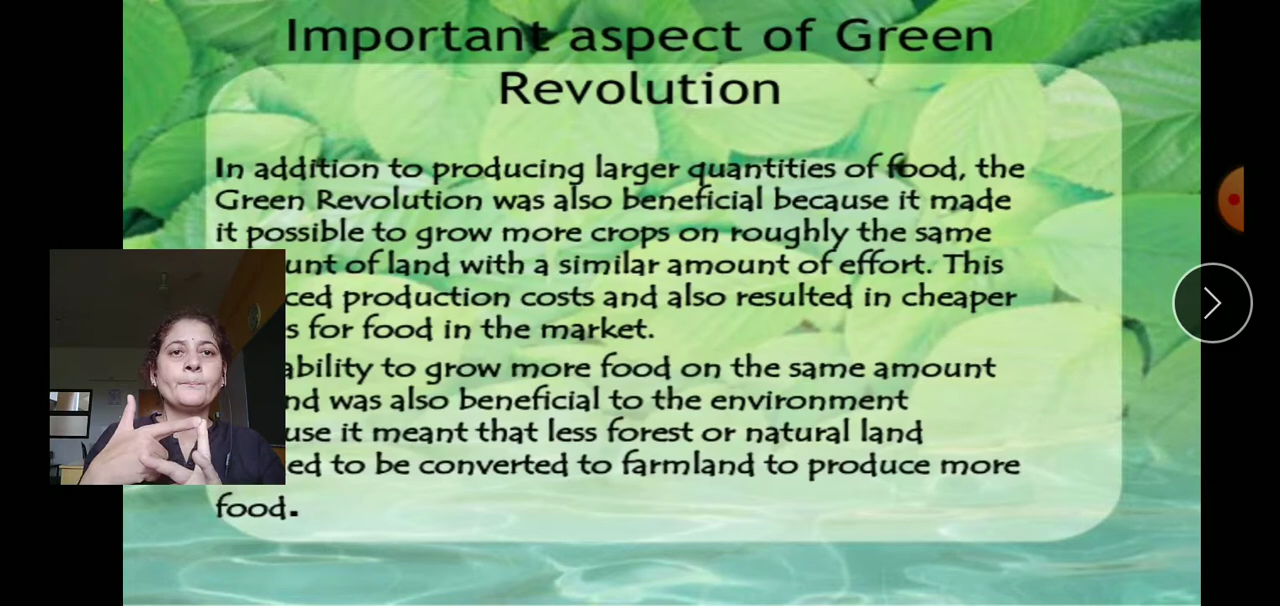 Important aspect of Green
Revolution
In addition to producing larger quantities of food, the
Green Revolution was also beneficial because it made
it possible to grow more crops on roughly the same
unt of land with a similar amount of effort. This
ced production costs and also resulted in cheaper
s for food in the market.
ability to grow more food on the same amount
nd was also beneficial to the environment
use it meant that less forest or natural land
ed to be converted to farmland to produce more
food.